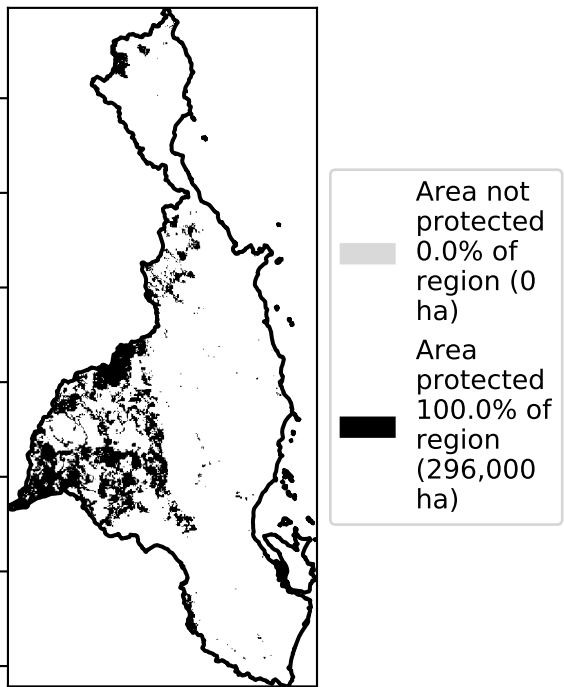 Area not
protected
0.0% of
region (0
ha)
Area
protected
100.0% of
region
(296,000
ha)